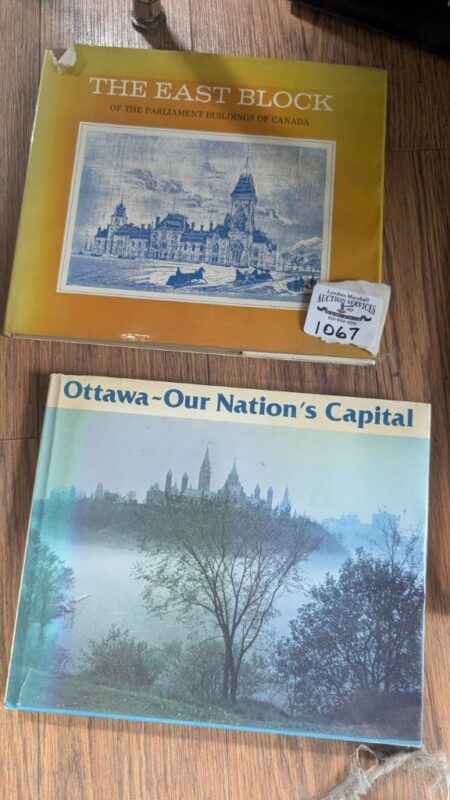 THE EAST BLOCK
OF THE PARLIAMENT BUILDINGS OF CANADA
AUCTION SERVICES
1067
Ottawa~Our Nation's Capital